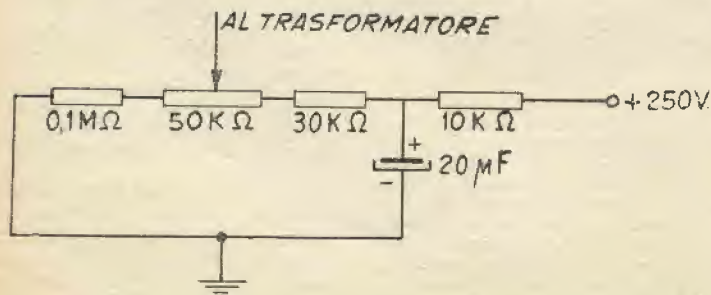 AL TRASFORMATORE
0,1MΩ 50KΩ 30KΩ 10KΩ +250V.
+
20 µF
-